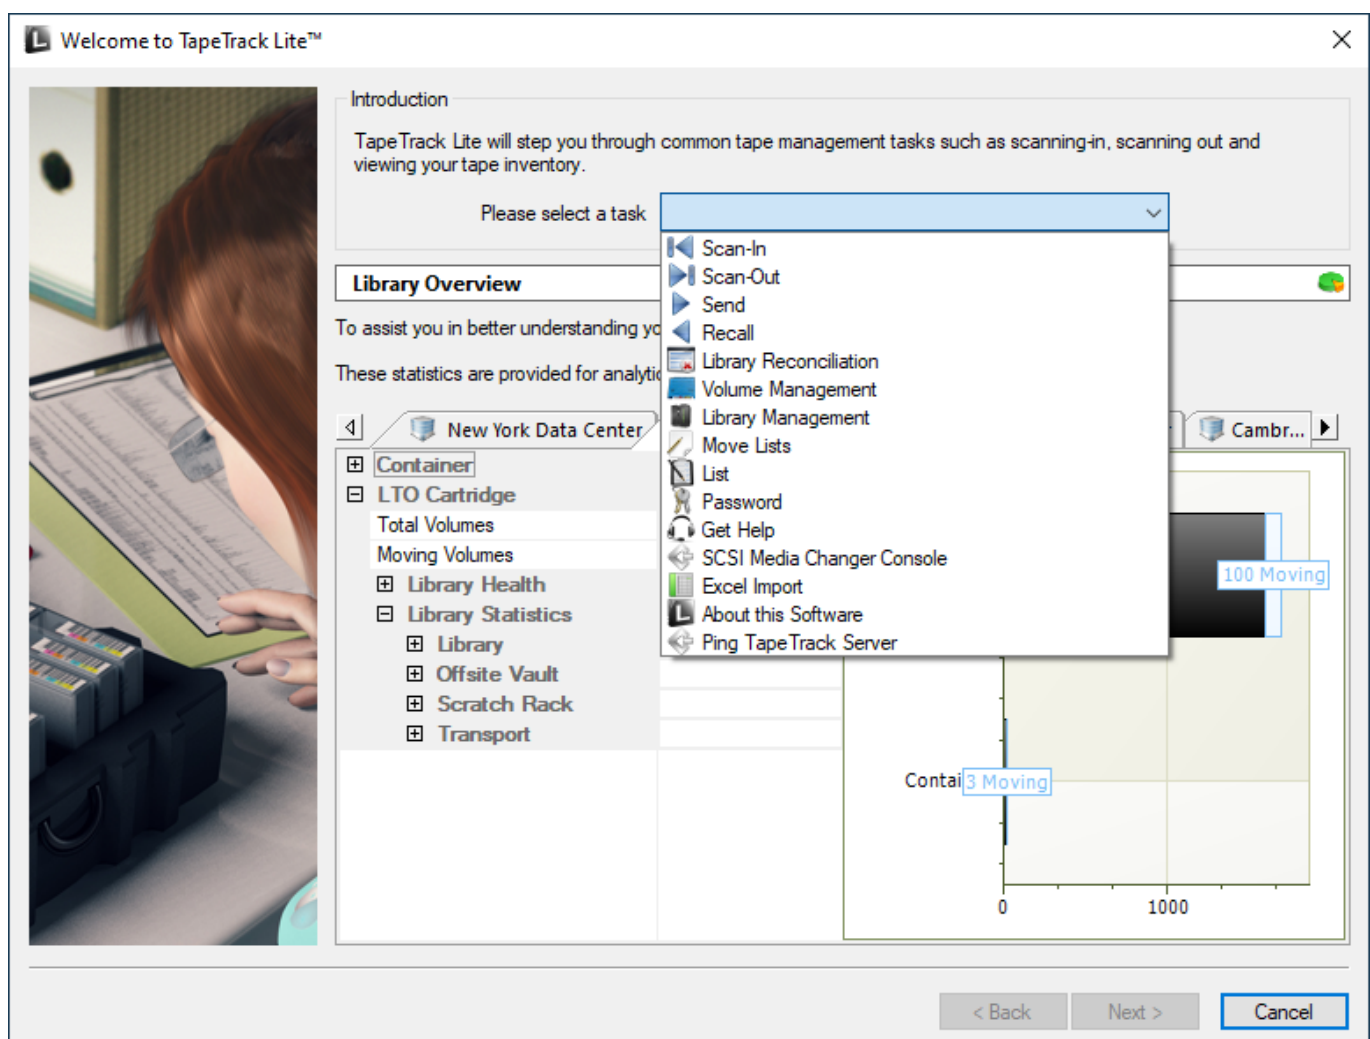 Welcome to TapeTrack Lite™
Introduction
TapeTrack Lite will step you through common tape management tasks such as scanning-in, scanning out and
viewing your tape inventory.
Please select a task
Scan-In
Scan-Out
Send
Recall
Library Reconciliation
Volume Management
Library Management
Move Lists
List
Password
Get Help
SCSI Media Changer Console
Excel Import
About this Software
Ping TapeTrack Server
Library Overview
To assist you in better understanding yo
These statistics are provided for analytic
New York Data Center
Cambr...
Container
LTO Cartridge
Total Volumes
Moving Volumes
Library Health
Library Statistics
Library
Offsite Vault
Scratch Rack
Transport
100 Moving
Contai
3 Moving
0 1000
< Back Next > Cancel